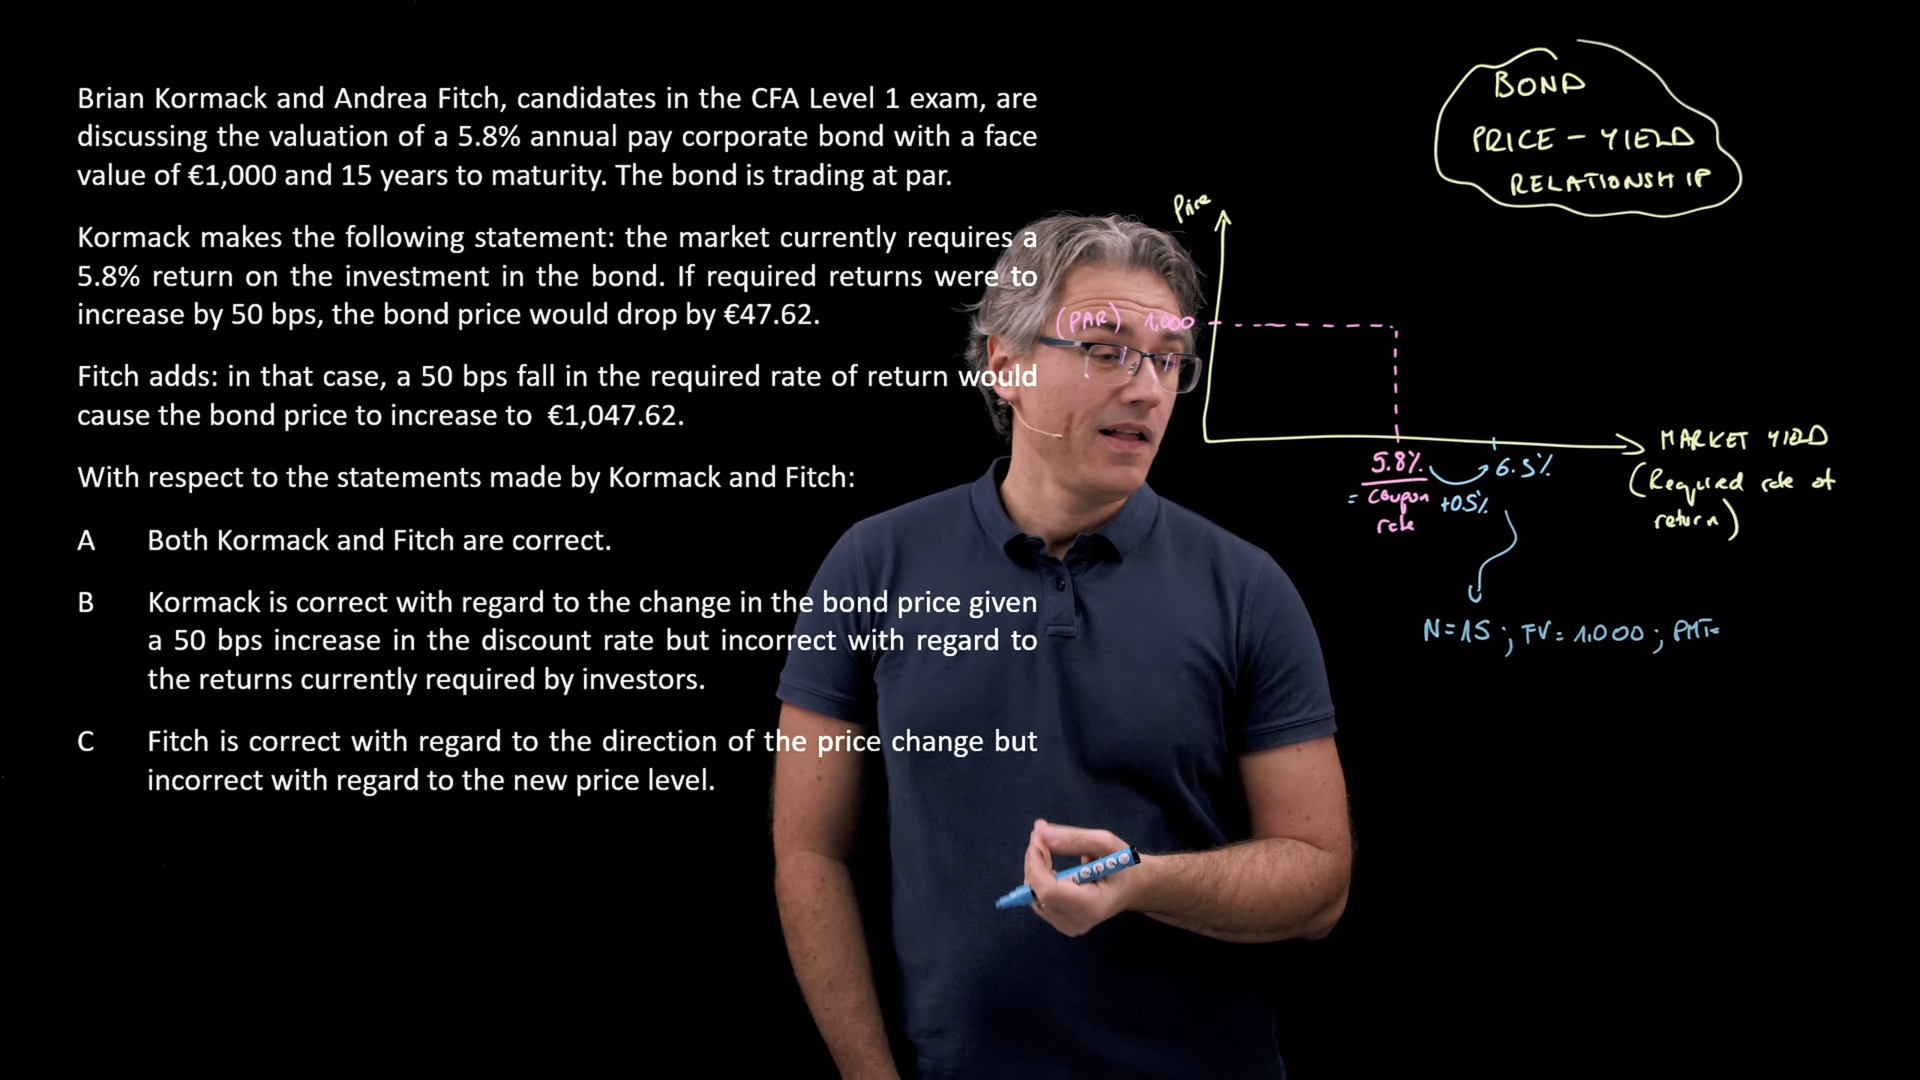 Brian Kormack and Andrea Fitch, candidates in the CFA Level 1 exam, are
discussing the valuation of a 5.8% annual pay corporate bond with a face
value of €1,000 and 15 years to maturity. The bond is trading at par.
Kormack makes the following statement: the market currently requires a
5.8% return on the investment in the bond. If required returns were to
increase by 50 bps, the bond price would drop by €47.62.
Fitch adds: in that case, a 50 bps fall in the required rate of return would
cause the bond price to increase to €1,047.62.
With respect to the statements made by Kormack and Fitch:
A Both Kormack and Fitch are correct.
B Kormack is correct with regard to the change in the bond price given
a 50 bps increase in the discount rate but incorrect with regard to
the returns currently required by investors.
C Fitch is correct with regard to the direction of the price change but
incorrect with regard to the new price level.
BOND
PRICE – YIELD
RELATIONSHIP
Price
(PAR) 1,000
MARKET YIELD
(Required rate of
return)
5.8%
= coupon
rate
+0.5%
6.3%
N=15 ; FV = 1,000 ; PMT=